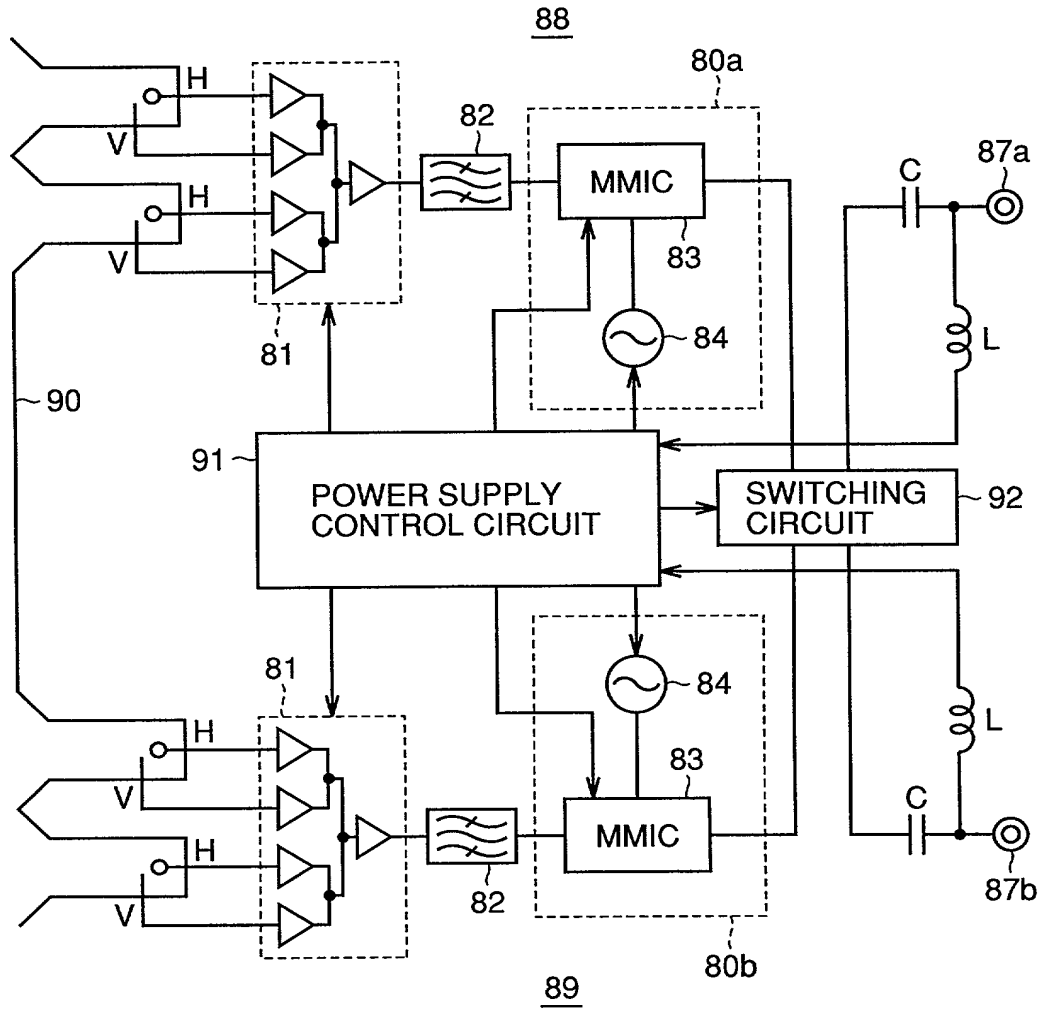 88
80a
H
V
82
MMIC
83
87a
C
H
V
81
84
L
90
91
POWER SUPPLY
CONTROL CIRCUIT
SWITCHING
CIRCUIT
92
81
84
L
H
V
83
MMIC
C
H
V
82
87b
80b
89